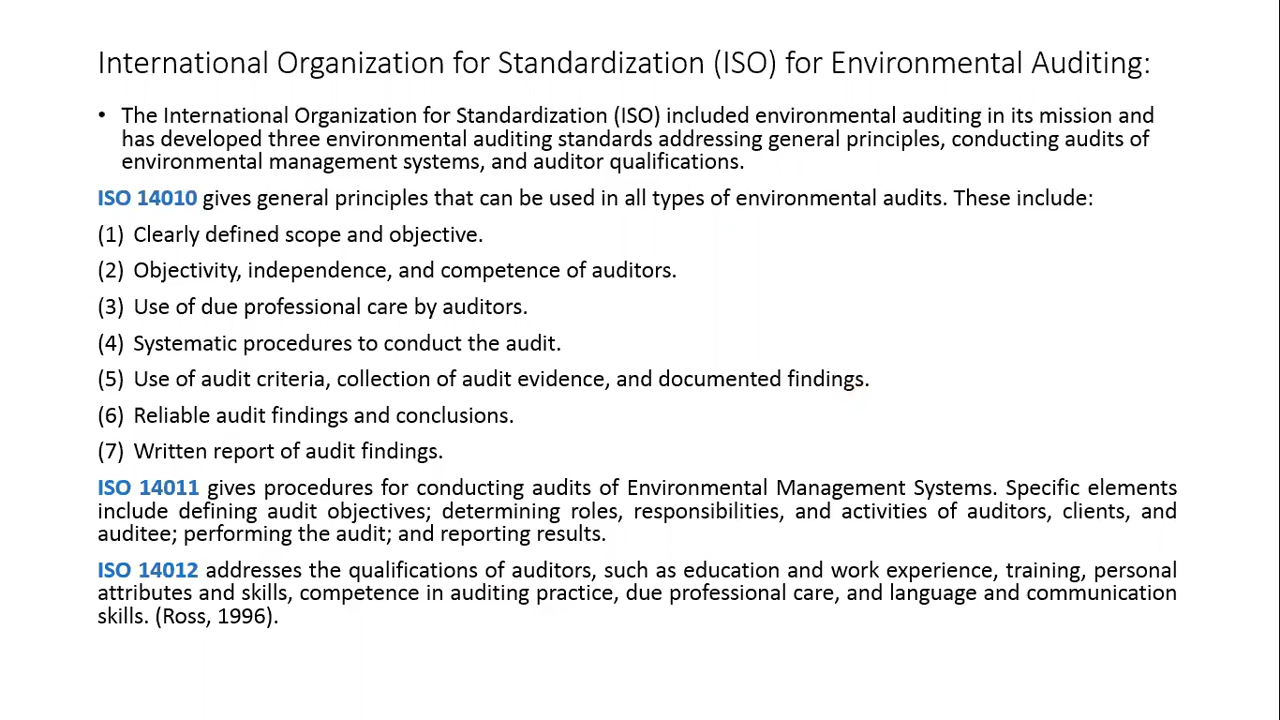 International Organization for Standardization (ISO) for Environmental Auditing:
• The International Organization for Standardization (ISO) included environmental auditing in its mission and
has developed three environmental auditing standards addressing general principles, conducting audits of
environmental management systems, and auditor qualifications.
ISO 14010 gives general principles that can be used in all types of environmental audits. These include:
(1) Clearly defined scope and objective.
(2) Objectivity, independence, and competence of auditors.
(3) Use of due professional care by auditors.
(4) Systematic procedures to conduct the audit.
(5) Use of audit criteria, collection of audit evidence, and documented findings.
(6) Reliable audit findings and conclusions.
(7) Written report of audit findings.
ISO 14011 gives procedures for conducting audits of Environmental Management Systems. Specific elements
include defining audit objectives; determining roles, responsibilities, and activities of auditors, clients, and
auditee; performing the audit; and reporting results.
ISO 14012 addresses the qualifications of auditors, such as education and work experience, training, personal
attributes and skills, competence in auditing practice, due professional care, and language and communication
skills. (Ross, 1996).